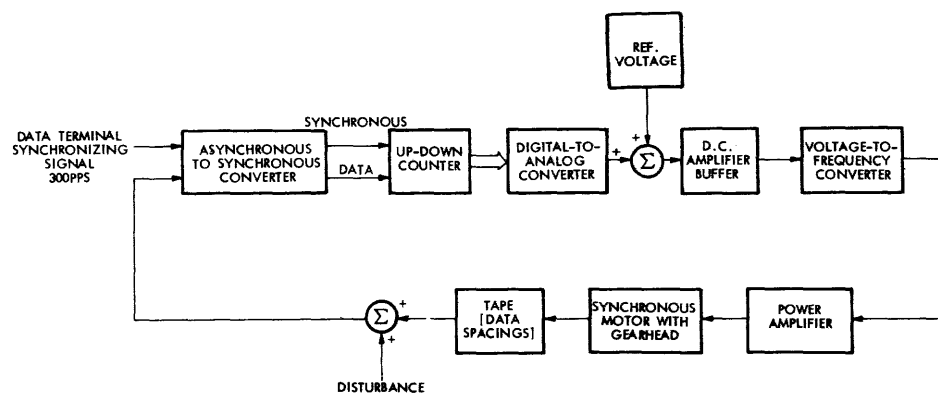 REF.
VOLTAGE
DATA TERMINAL
SYNCHRONIZING
SIGNAL
300PPS
ASYNCHRONOUS
TO SYNCHRONOUS
CONVERTER
SYNCHRONOUS
DATA
UP-DOWN
COUNTER
DIGITAL-TO-
ANALOG
CONVERTER
+
+
Σ
D.C.
AMPLIFIER
BUFFER
VOLTAGE-TO-
FREQUENCY
CONVERTER
POWER
AMPLIFIER
SYNCHRONOUS
MOTOR WITH
GEARHEAD
TAPE
[DATA
SPACINGS]
+
Σ
+
DISTURBANCE